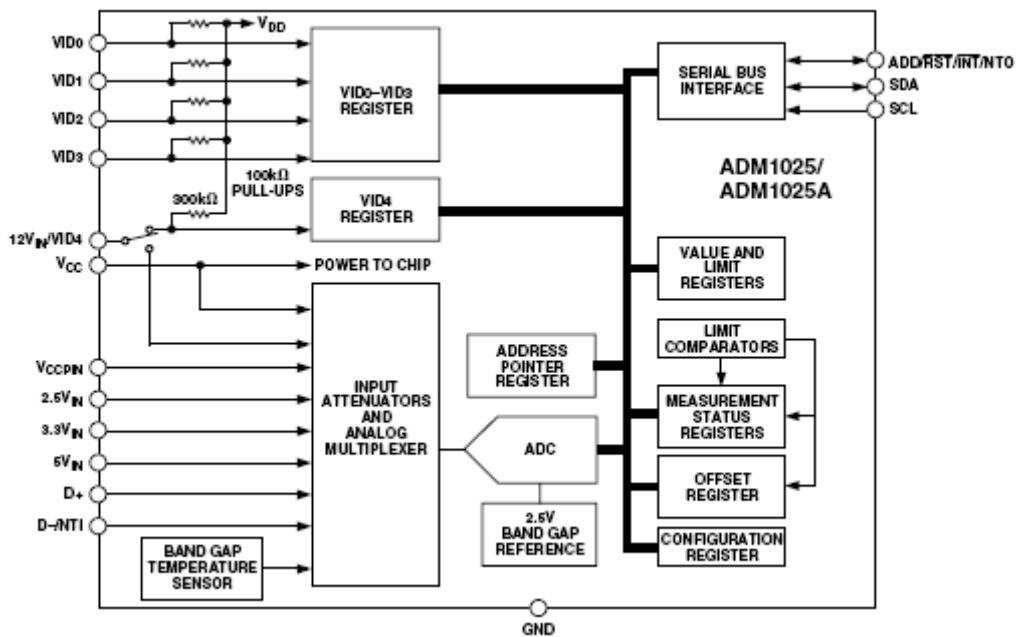 VID0
VDD
VID1
VID2
VID3
VID0–VID3
REGISTER
100kΩ
PULL-UPS
300kΩ
VID4
REGISTER
12VIN/VID4
VCC
POWER TO CHIP
VCCPIN
2.5VIN
3.3VIN
5VIN
D+
D–/NTI
INPUT
ATTENUATORS
AND
ANALOG
MULTIPLEXER
BAND GAP
TEMPERATURE
SENSOR
ADDRESS
POINTER
REGISTER
ADC
2.5V
BAND GAP
REFERENCE
SERIAL BUS
INTERFACE
ADD/RST/INT/NTO
SDA
SCL
ADM1025/
ADM1025A
VALUE AND
LIMIT
REGISTERS
LIMIT
COMPARATORS
MEASUREMENT
STATUS
REGISTERS
OFFSET
REGISTER
CONFIGURATION
REGISTER
GND